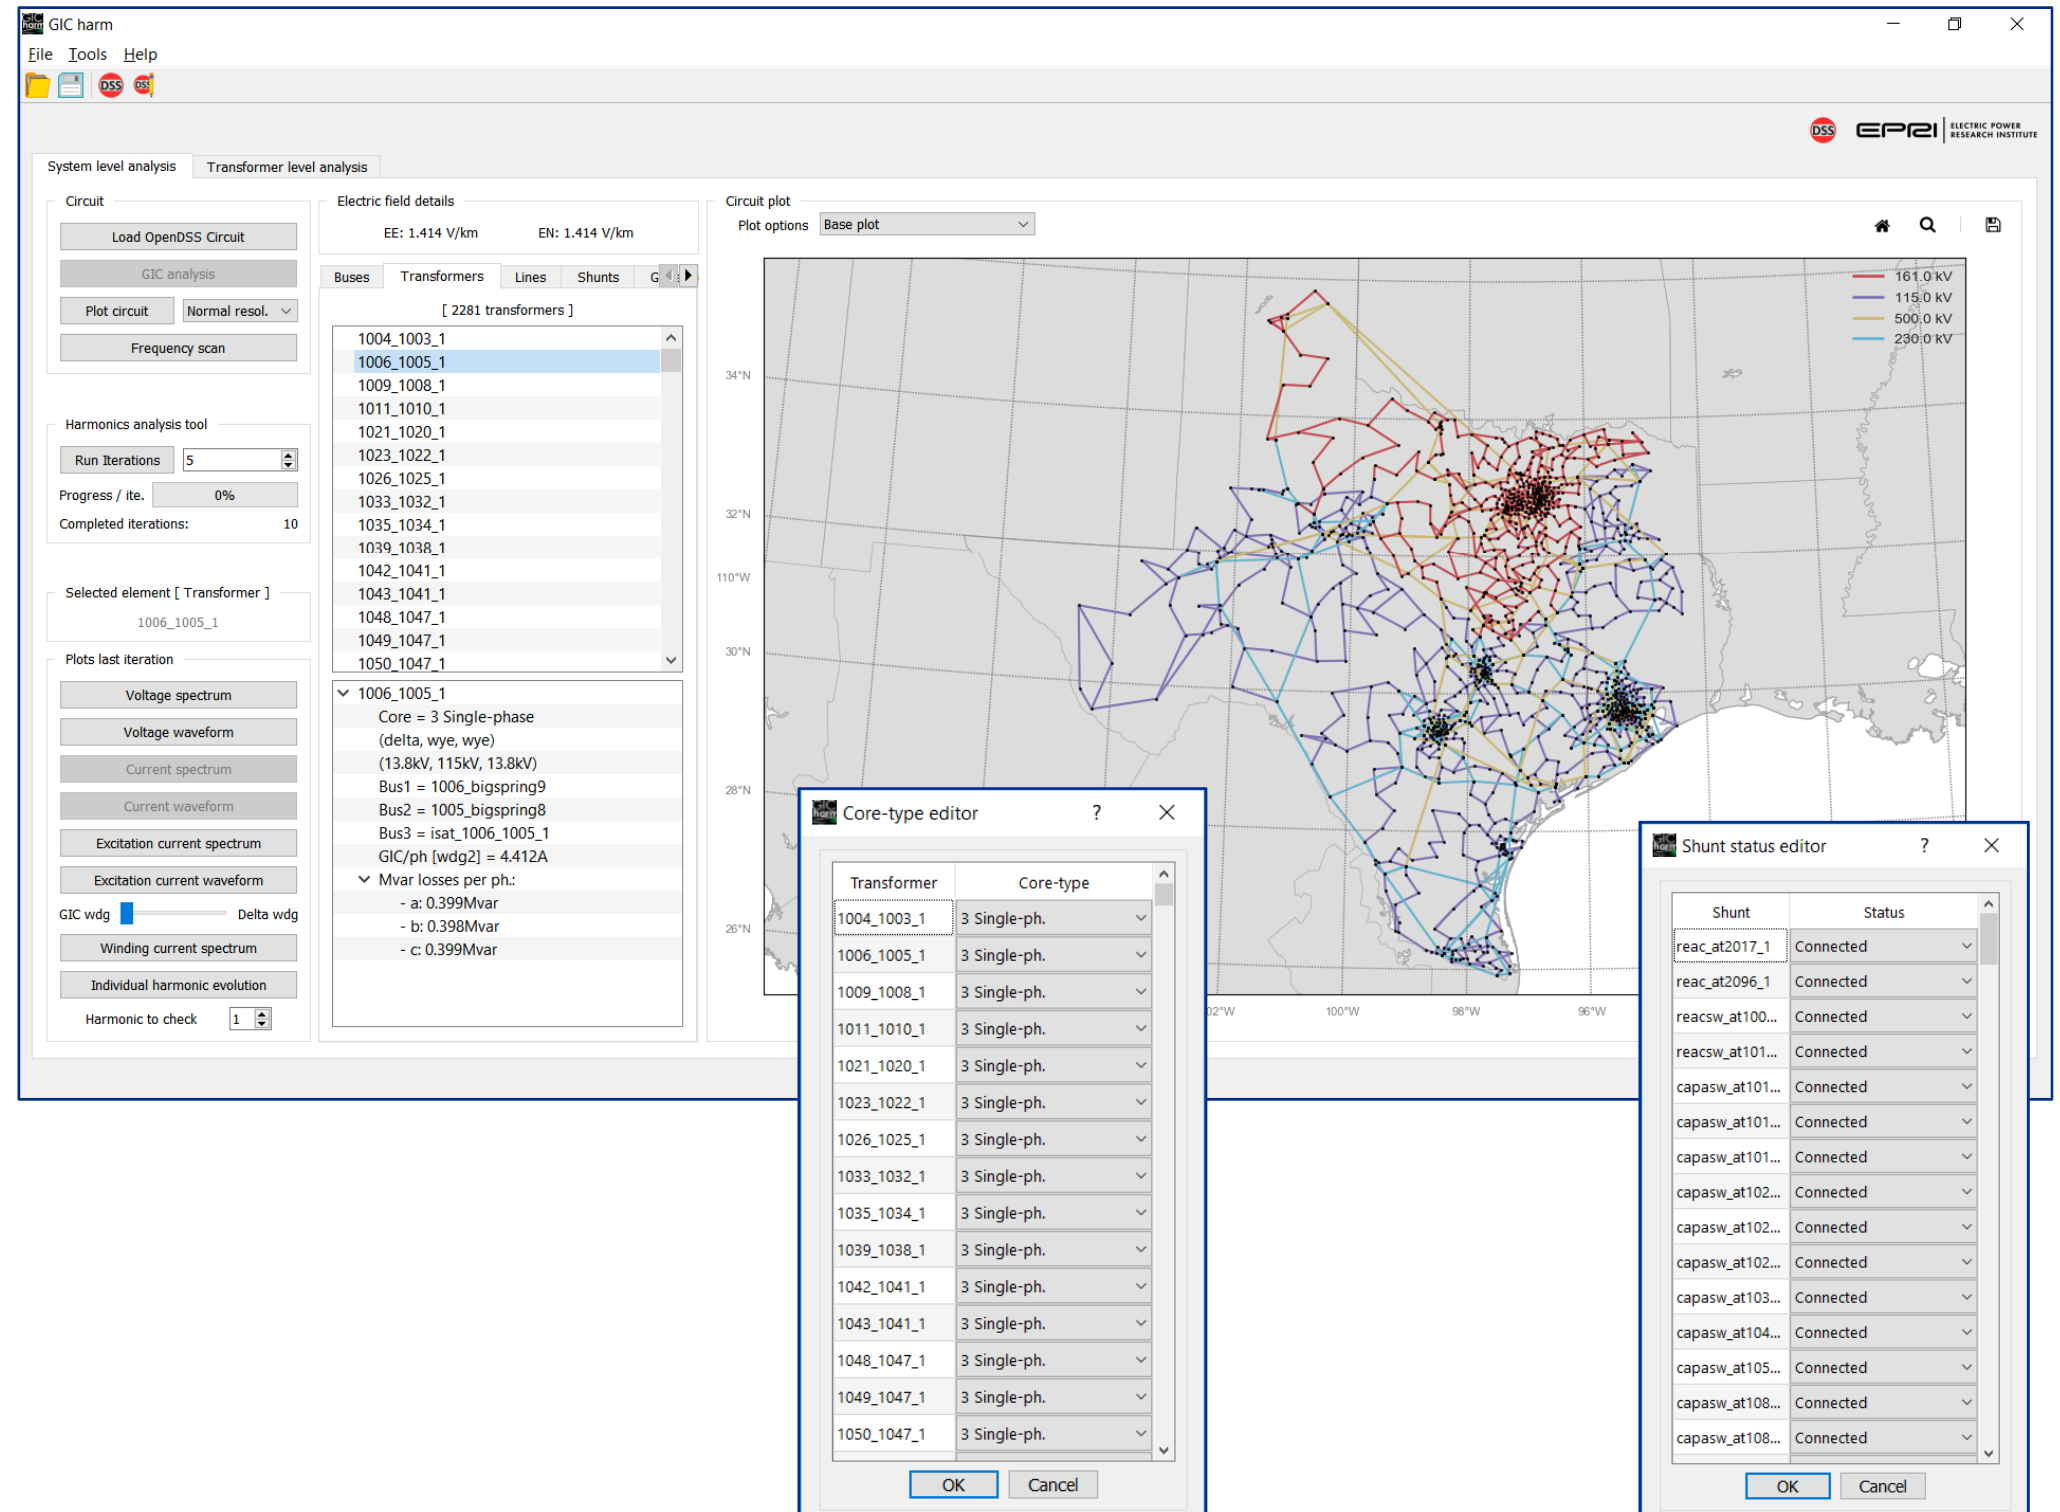 GIC harm
File Tools Help
DSS DSS
DSS EPRI ELECTRIC POWER
RESEARCH INSTITUTE
System level analysis Transformer level analysis
Circuit
Load OpenDSS Circuit
GIC analysis
Plot circuit Normal resol.
Frequency scan
Harmonics analysis tool
Run Iterations 5
Progress / ite. 0%
Completed iterations: 10
Selected element [ Transformer ]
1006_1005_1
Plots last iteration
Voltage spectrum
Voltage waveform
Current spectrum
Current waveform
Excitation current spectrum
Excitation current waveform
GIC wdg Delta wdg
Winding current spectrum
Individual harmonic evolution
Harmonic to check 1
Electric field details
EE: 1.414 V/km EN: 1.414 V/km
Buses Transformers Lines Shunts
[ 2281 transformers ]
1004_1003_1
1006_1005_1
1009_1008_1
1011_1010_1
1021_1020_1
1023_1022_1
1026_1025_1
1033_1032_1
1035_1034_1
1039_1038_1
1042_1041_1
1043_1041_1
1048_1047_1
1049_1047_1
1050_1047_1
1006_1005_1
Core = 3 Single-phase
(delta, wye, wye)
(13.8kV, 115kV, 13.8kV)
Bus1 = 1006_bigspring9
Bus2 = 1005_bigspring8
Bus3 = isat_1006_1005_1
GIC/ph [wdg2] = 4.412A
Mvar losses per ph.:
- a: 0.399Mvar
- b: 0.398Mvar
- c: 0.399Mvar
Circuit plot
Plot options Base plot
161.0 kV
115.0 kV
500.0 kV
230.0 kV
34°N
32°N
110°W
30°N
28°N
26°N
02°W 100°W 98°W 96°W
Core-type editor ?
Transformer Core-type
1004_1003_1 3 Single-ph.
1006_1005_1 3 Single-ph.
1009_1008_1 3 Single-ph.
1011_1010_1 3 Single-ph.
1021_1020_1 3 Single-ph.
1023_1022_1 3 Single-ph.
1026_1025_1 3 Single-ph.
1033_1032_1 3 Single-ph.
1035_1034_1 3 Single-ph.
1039_1038_1 3 Single-ph.
1042_1041_1 3 Single-ph.
1043_1041_1 3 Single-ph.
1048_1047_1 3 Single-ph.
1049_1047_1 3 Single-ph.
1050_1047_1 3 Single-ph.
OK Cancel
Shunt status editor ?
Shunt Status
reac_at2017_1 Connected
reac_at2096_1 Connected
reacsw_at100... Connected
reacsw_at101... Connected
capasw_at101... Connected
capasw_at101... Connected
capasw_at101... Connected
capasw_at102... Connected
capasw_at102... Connected
capasw_at102... Connected
capasw_at103... Connected
capasw_at104... Connected
capasw_at105... Connected
capasw_at108... Connected
capasw_at108... Connected
OK Cancel